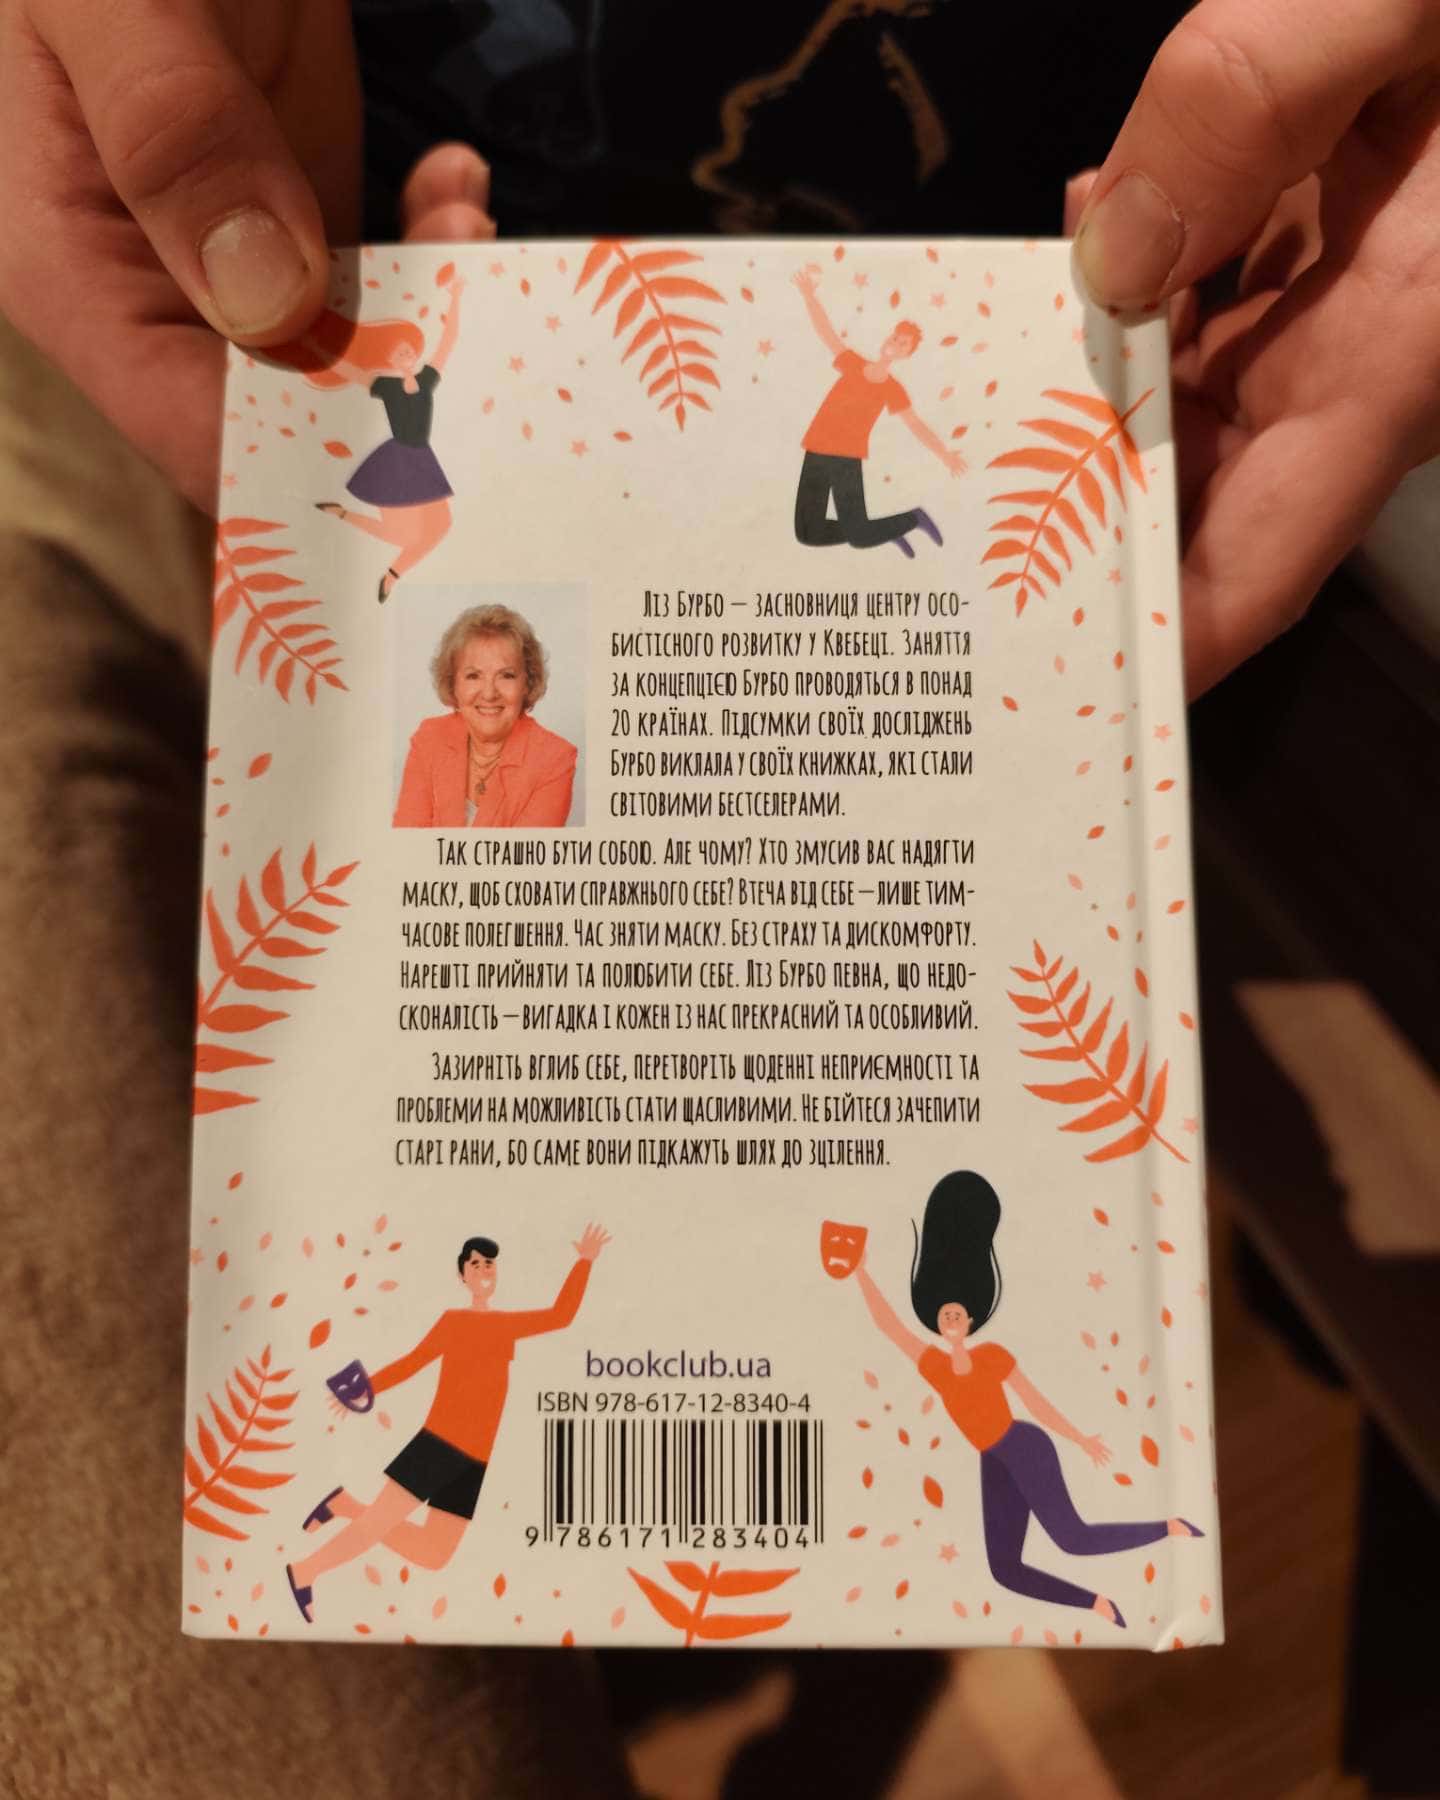 Ліз Бурбо — засновниця центру осо-
бистісного розвитку у Квебеці. Заняття
за концепцією Бурбо проводяться в понад
20 країнах. Підсумки своїх досліджень
Бурбо виклала у своїх книжках, які стали
світовими бестселерами.
Так страшно бути собою. Але чому? Хто змусив вас надягти
маску, щоб сховати справжнього себе? Втеча від себе — лише тим-
часове полегшення. Час зняти маску. Без страху та дискомфорту.
Нарешті прийняти та полюбити себе. Ліз Бурбо певна, що недо-
сконалість — вигадка і кожен із нас прекрасний та особливий.
Зазирніть вглиб себе, перетворіть щоденні неприємності та
проблеми на можливість стати щасливими. Не бійтеся зачепити
старі рани, бо саме вони підкажуть шлях до зцілення.
bookclub.ua
ISBN 978-617-12-8340-4
9 786171 283404